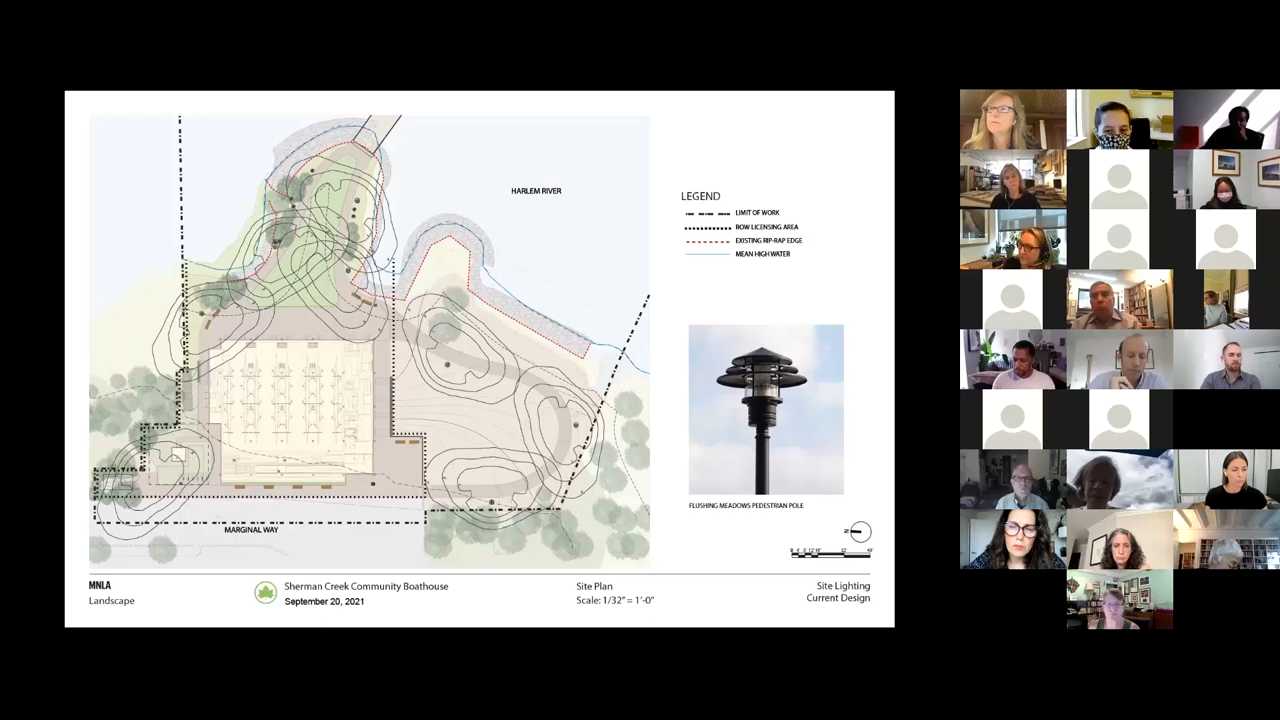 HARLEM RIVER
LEGEND
LIMIT OF WORK
ROW LICENSING AREA
EXISTING RIP-RAP EDGE
MEAN HIGH WATER
FLUSHING MEADOWS PEDESTRIAN POLE
MARGINAL WAY
N
MNLA
Landscape
Sherman Creek Community Boathouse
September 20, 2021
Site Plan
Scale: 1/32" = 1'-0"
Site Lighting
Current Design